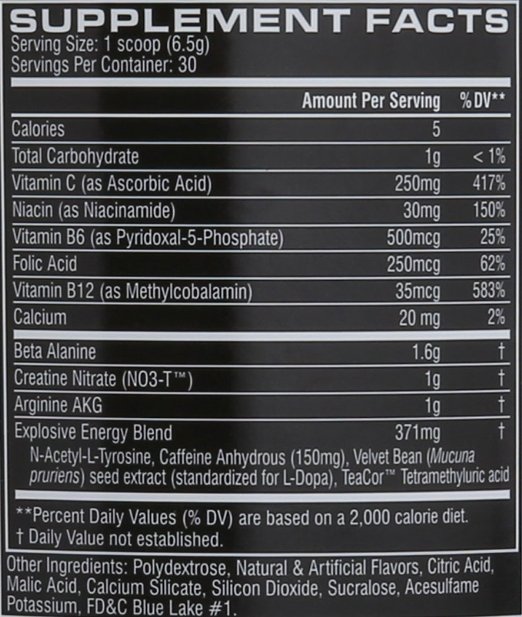 SUPPLEMENT FACTS
Serving Size: 1 scoop (6.5g)
Servings Per Container: 30
Amount Per Serving %DV**
Calories 5
Total Carbohydrate 1g < 1%
Vitamin C (as Ascorbic Acid) 250mg 417%
Niacin (as Niacinamide) 30mg 150%
Vitamin B6 (as Pyridoxal-5-Phosphate) 500mcg 25%
Folic Acid 250mcg 62%
Vitamin B12 (as Methylcobalamin) 35mcg 583%
Calcium 20 mg 2%
Beta Alanine 1.6g †
Creatine Nitrate (NO3-T™) 1g †
Arginine AKG 1g †
Explosive Energy Blend 371mg †
N-Acetyl-L-Tyrosine, Caffeine Anhydrous (150mg), Velvet Bean (Mucuna
pruriens) seed extract (standardized for L-Dopa), TeaCor™ Tetramethyluric acid
**Percent Daily Values (% DV) are based on a 2,000 calorie diet.
† Daily Value not established.
Other Ingredients: Polydextrose, Natural & Artificial Flavors, Citric Acid,
Malic Acid, Calcium Silicate, Silicon Dioxide, Sucralose, Acesulfame
Potassium, FD&C Blue Lake #1.